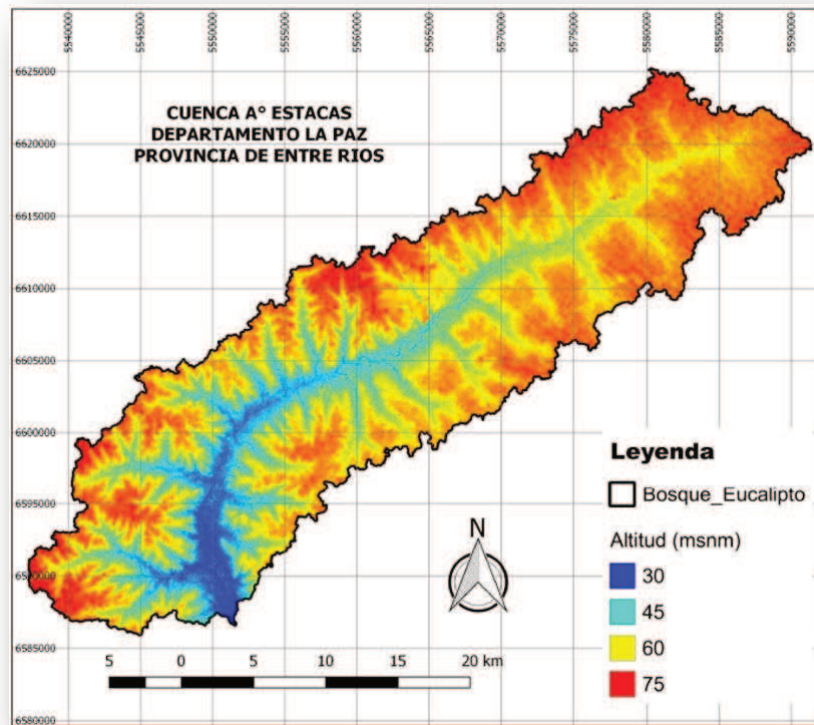 5540000 5545000 5550000 5555000 5560000 5565000 5570000 5575000 5580000 5585000 5590000
6625000
CUENCA A° ESTACAS
DEPARTAMENTO LA PAZ
PROVINCIA DE ENTRE RIOS
6620000
6615000
6610000
6605000
6600000
6595000
6590000
6585000
6580000
Leyenda
Bosque_Eucalipto
Altitud (msnm)
30
45
60
75
N
5 0 5 10 15 20 km